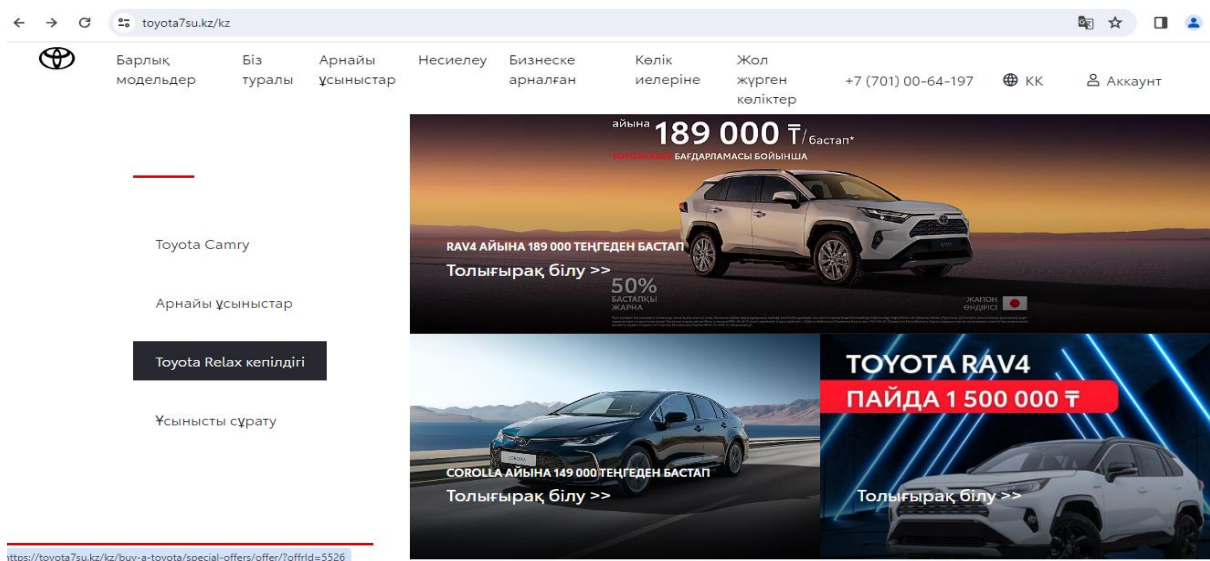 toyota7su.kz/kz
Барлық модельдер
Біз туралы
Арнайы ұсыныстар
Несиелеу
Бизнеске арналған
Көлік иелеріне
Жол жүрген көліктер
+7 (701) 00-64-197
КК
Аккаунт
Toyota Camry
Арнайы ұсыныстар
Toyota Relax кепілдігі
Ұсынысты сұрату
айына 189 000 ₸/бастап*
БАҒДАРЛАМАСЫ БОЙЫНША
RAV4 АЙЫНА 189 000 ТЕҢГЕДЕН БАСТАП
Толығырақ білу >>
50%
БАСТАПҚЫ
ЖАРНА
ЖАПОН
ӨНДІРІСІ
COROLLA АЙЫНА 149 000 ТЕҢГЕДЕН БАСТАП
Толығырақ білу >>
TOYOTA RAV4
ПАЙДА 1 500 000 ₸
Толығырақ білу >>
https://toyota7su.kz/kz/buy-a-toyota/special-offers/offer/?offrId=5526